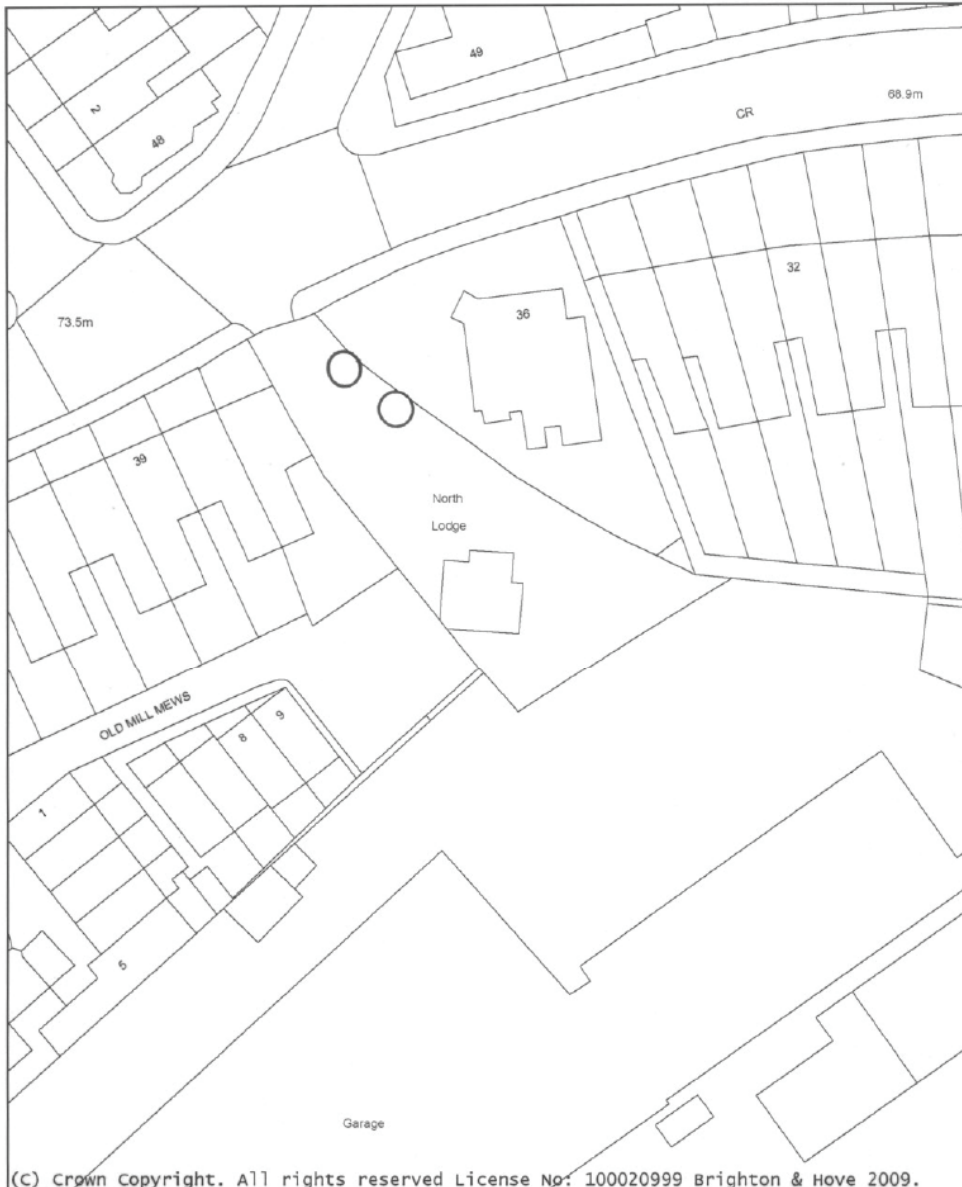 49
68.9m
CR
2
48
32
36
73.5m
39
North
Lodge
OLD MILL MEWS
9
8
1
5
Garage
(C) Crown Copyright. All rights reserved License No: 100020999 Brighton & Hove 2009.